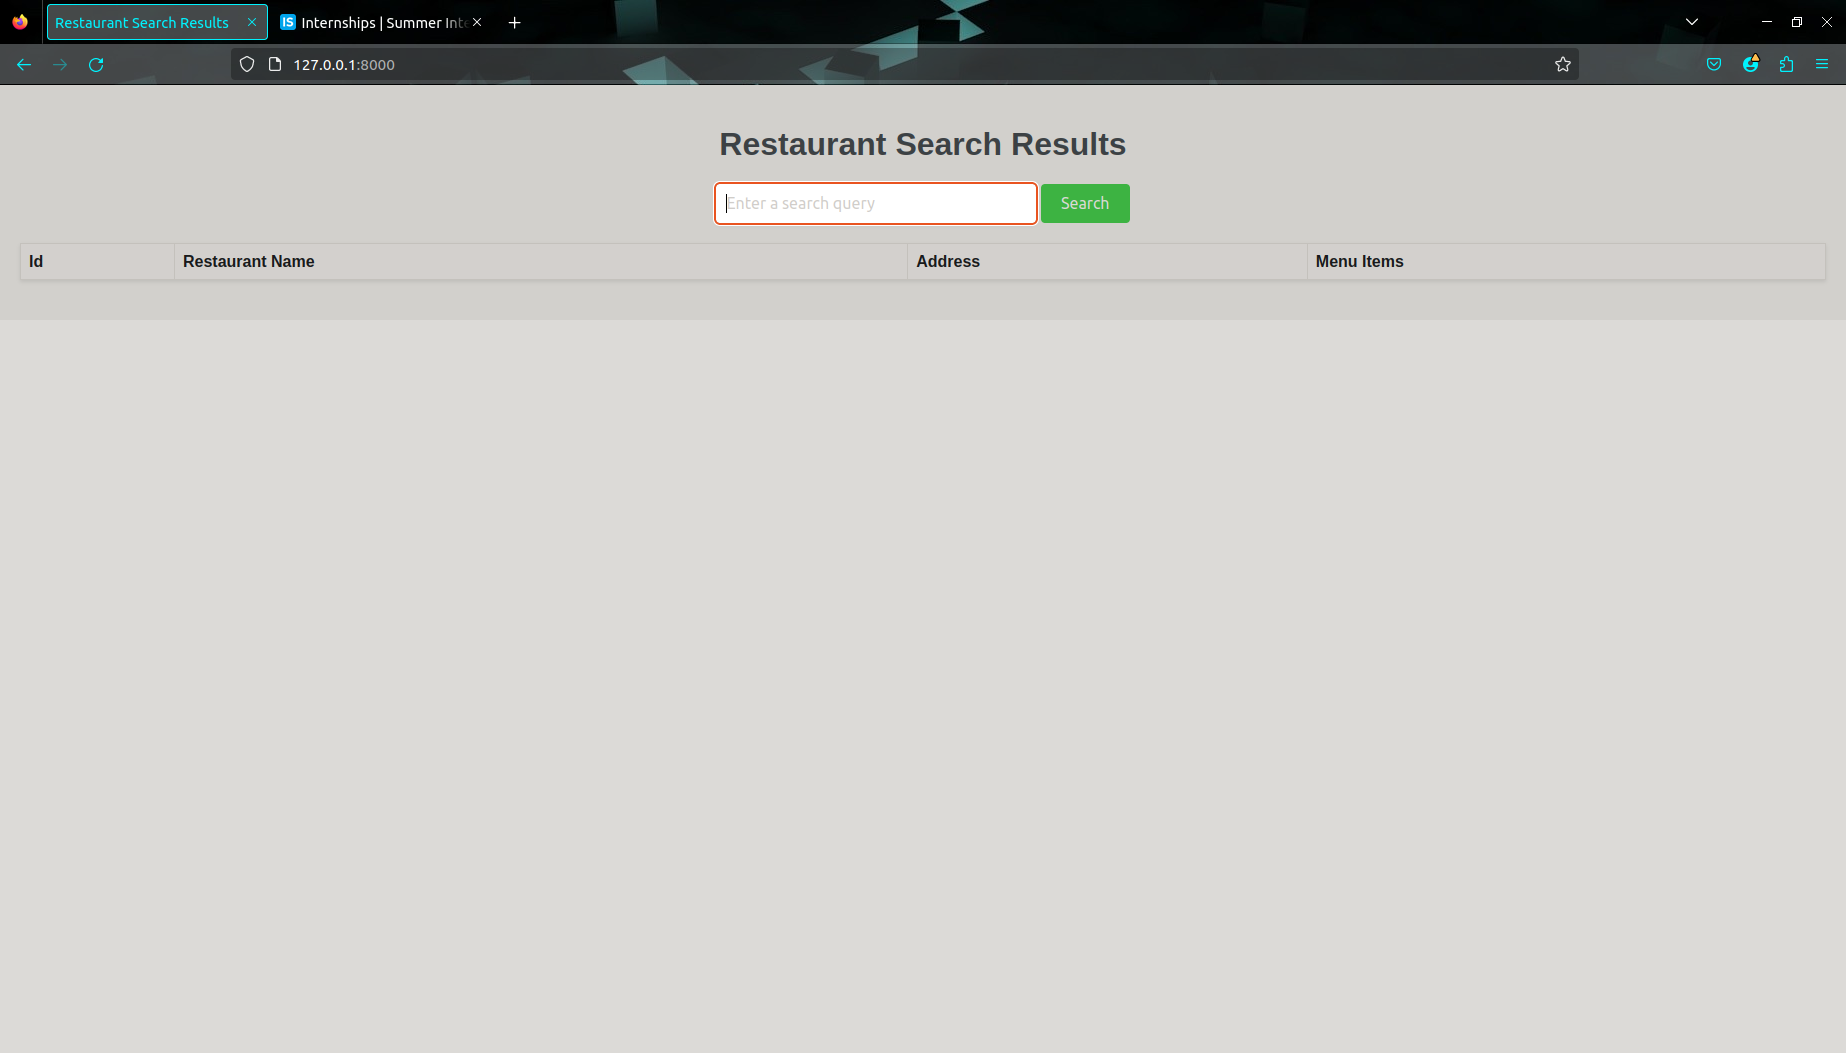 Restaurant Search Results
IS Internships | Summer Inte
127.0.0.1:8000
Restaurant Search Results
Enter a search query
Search
Id Restaurant Name Address Menu Items